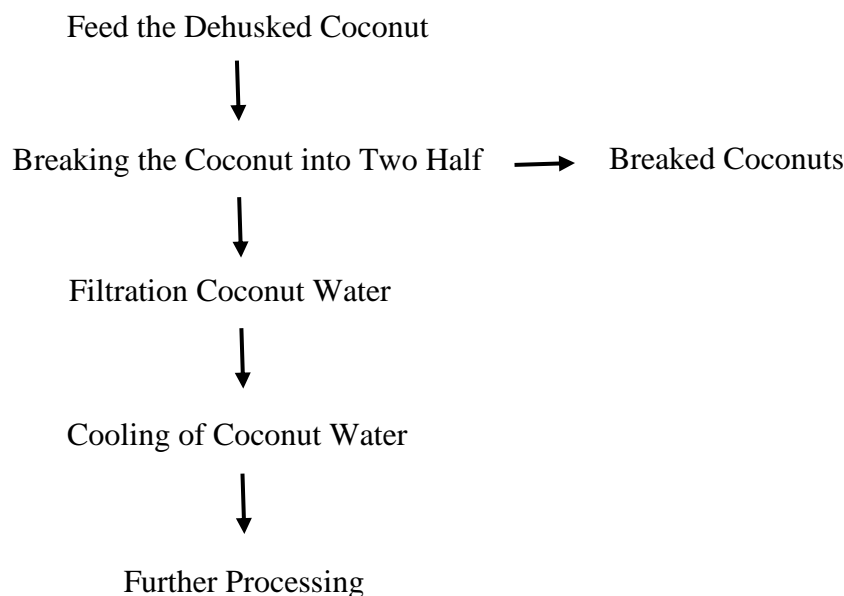 Feed the Dehusked Coconut
Breaking the Coconut into Two Half
Breaked Coconuts
Filtration Coconut Water
Cooling of Coconut Water
Further Processing